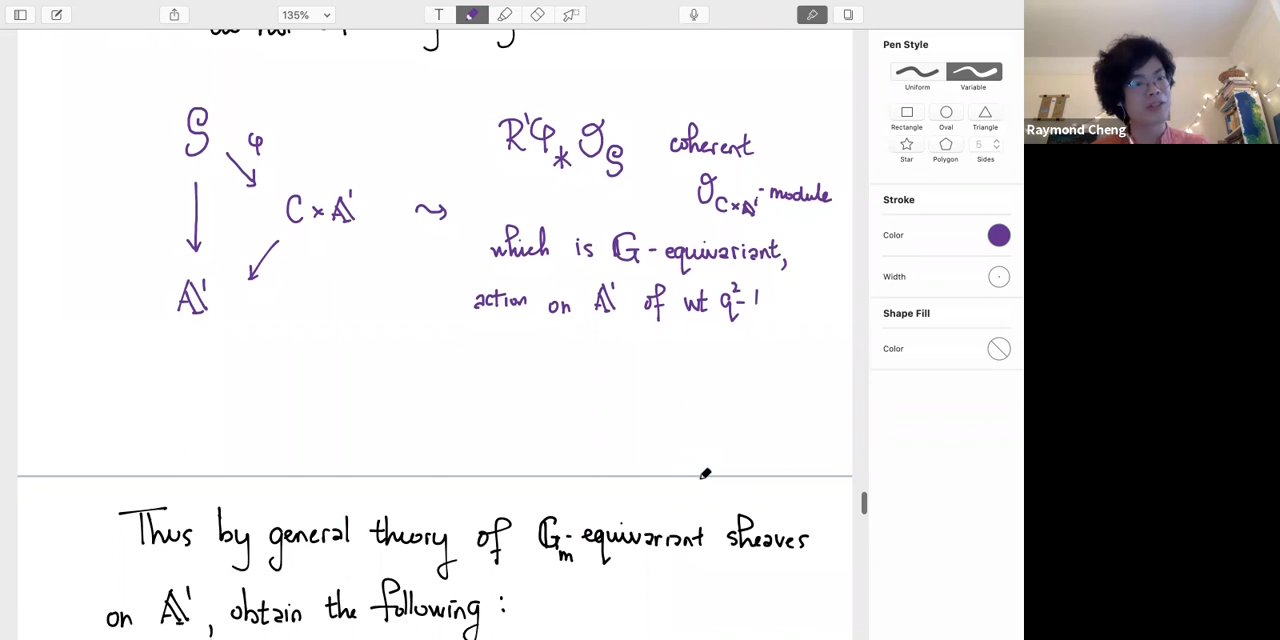 135%
T
Pen Style
Uniform
Variable
Rectangle
Oval
Triangle
5
Star
Polygon
Sides
Stroke
Color
Width
Shape Fill
Color
Raymond Cheng
S φ
C × 𝔸¹
𝔸¹
⇝
R¹φ_* 𝒪_S coherent
𝒪_{C×𝔸¹}-module
which is 𝔾-equivariant,
action on 𝔸¹ of wt q²-1
Thus by general theory of 𝔾_m-equivariant sheaves
on 𝔸¹, obtain the following: